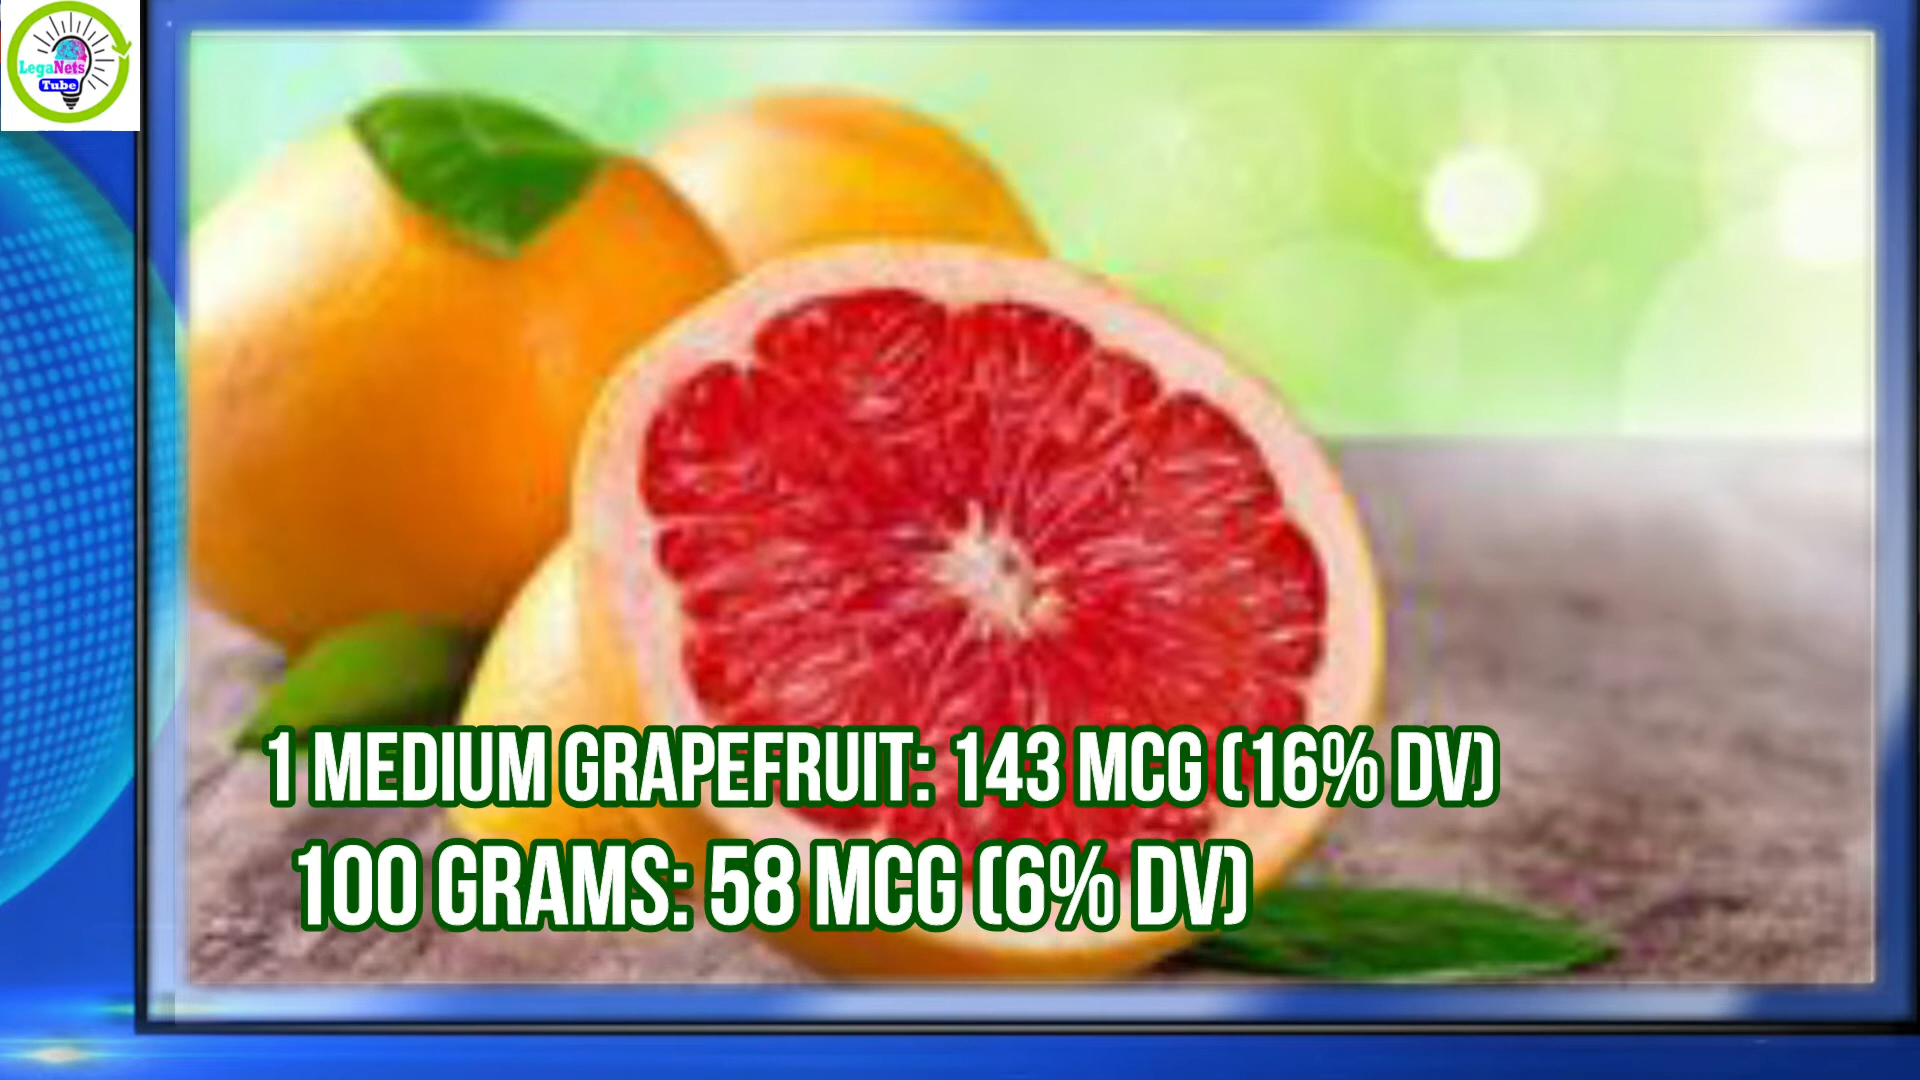 LegaNets
Tube
1 MEDIUM GRAPEFRUIT: 143 MCG (16% DV)
100 GRAMS: 58 MCG (6% DV)